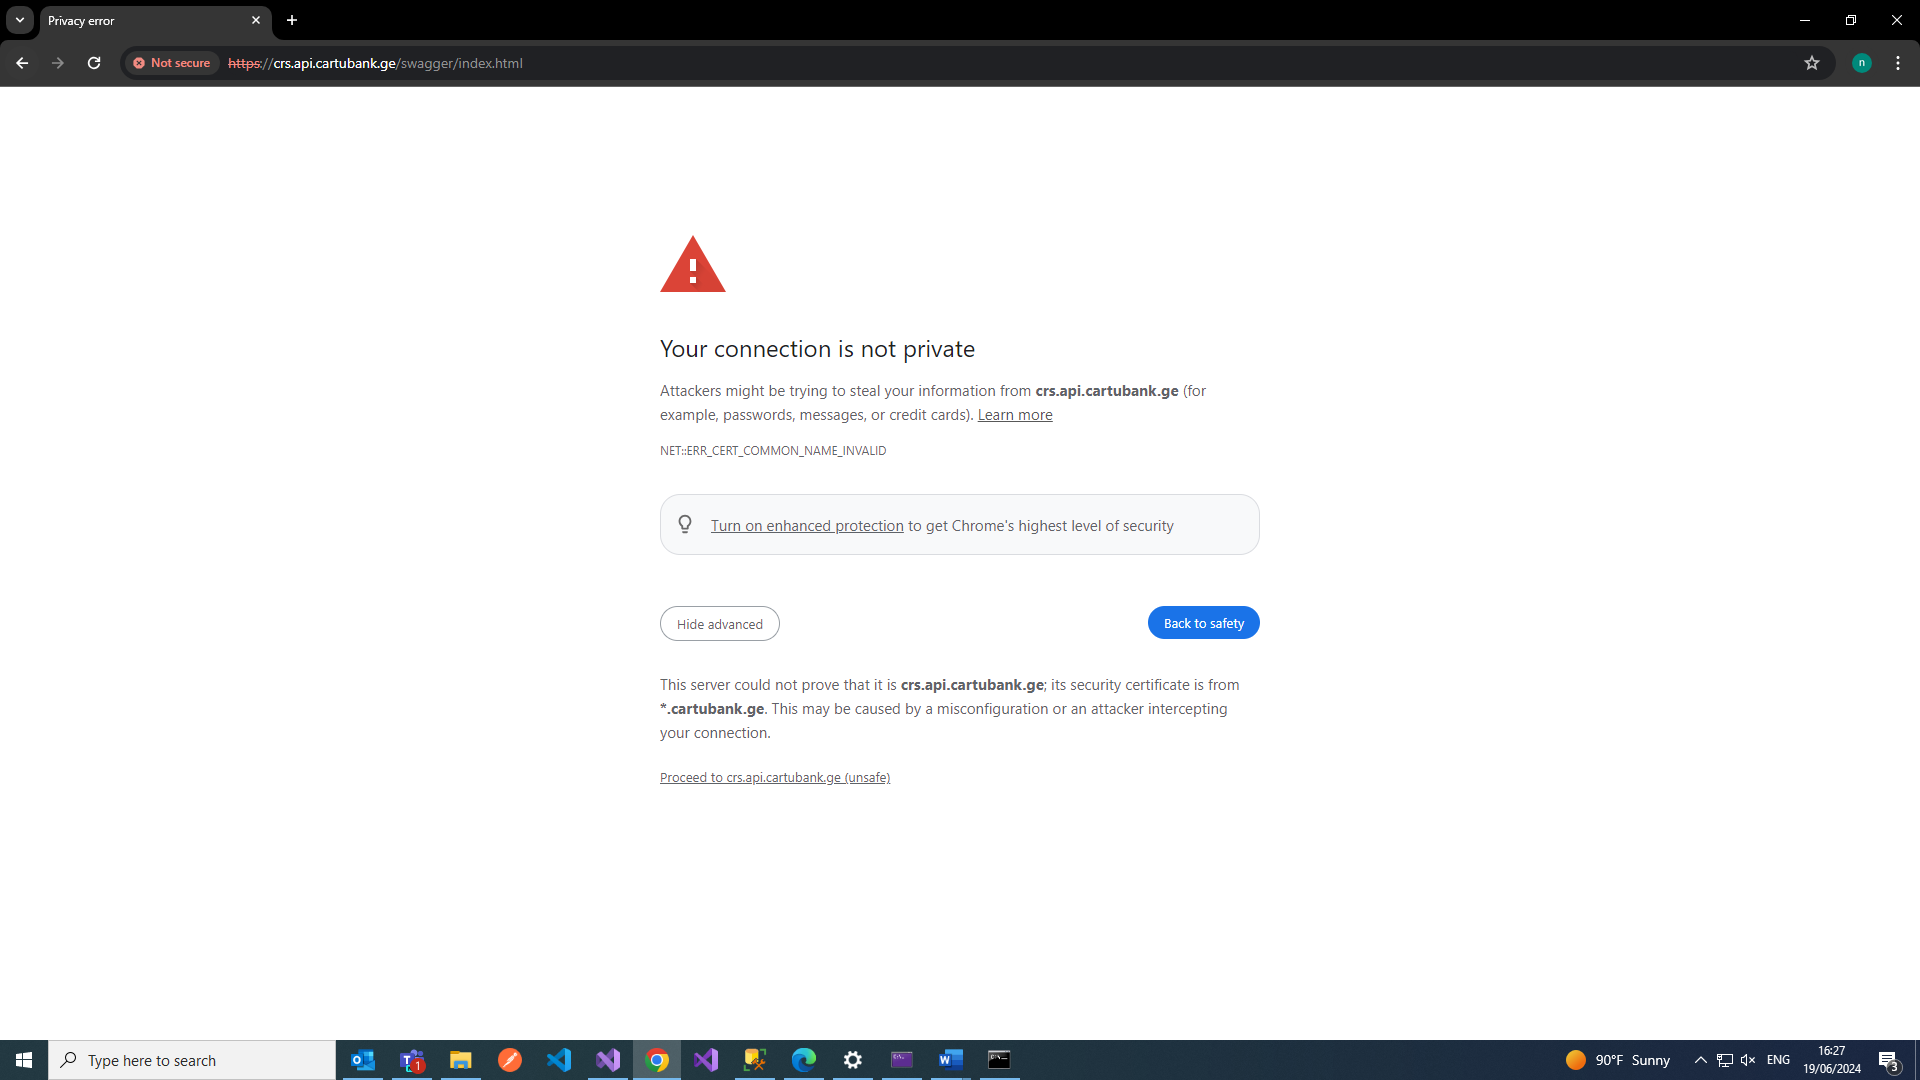 Privacy error
Not secure
https://crs.api.cartubank.ge/swagger/index.html
n
Your connection is not private
Attackers might be trying to steal your information from crs.api.cartubank.ge (for
example, passwords, messages, or credit cards). Learn more
NET::ERR_CERT_COMMON_NAME_INVALID
Turn on enhanced protection to get Chrome's highest level of security
Hide advanced
Back to safety
This server could not prove that it is crs.api.cartubank.ge; its security certificate is from
*.cartubank.ge. This may be caused by a misconfiguration or an attacker intercepting
your connection.
Proceed to crs.api.cartubank.ge (unsafe)
Type here to search
1
90°F Sunny
ENG
16:27
19/06/2024
3